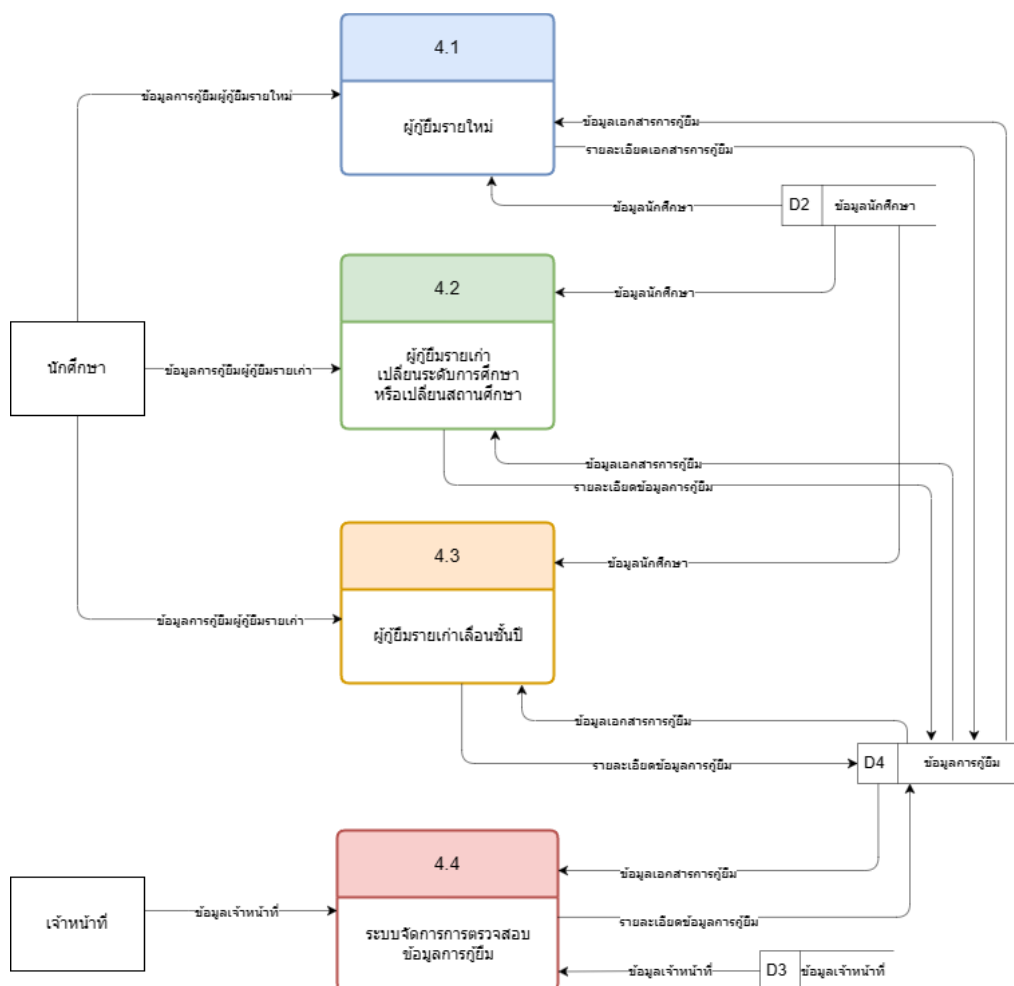 4.1
ข้อมูลการกู้ยืมผู้กู้ยืมรายใหม่
ผู้กู้ยืมรายใหม่
ข้อมูลเอกสารการกู้ยืม
รายละเอียดเอกสารการกู้ยืม
ข้อมูลนักศึกษา
D2
ข้อมูลนักศึกษา
4.2
ข้อมูลนักศึกษา
นักศึกษา
ข้อมูลการกู้ยืมผู้กู้ยืมรายเก่า
ผู้กู้ยืมรายเก่า
เปลี่ยนระดับการศึกษา
หรือเปลี่ยนสถานศึกษา
ข้อมูลเอกสารการกู้ยืม
รายละเอียดข้อมูลการกู้ยืม
4.3
ข้อมูลนักศึกษา
ข้อมูลการกู้ยืมผู้กู้ยืมรายเก่า
ผู้กู้ยืมรายเก่าเลื่อนชั้นปี
ข้อมูลเอกสารการกู้ยืม
รายละเอียดข้อมูลการกู้ยืม
D4
ข้อมูลการกู้ยืม
4.4
ข้อมูลเอกสารการกู้ยืม
เจ้าหน้าที่
ข้อมูลเจ้าหน้าที่
ระบบจัดการการตรวจสอบ
ข้อมูลการกู้ยืม
รายละเอียดข้อมูลการกู้ยืม
ข้อมูลเจ้าหน้าที่
D3
ข้อมูลเจ้าหน้าที่